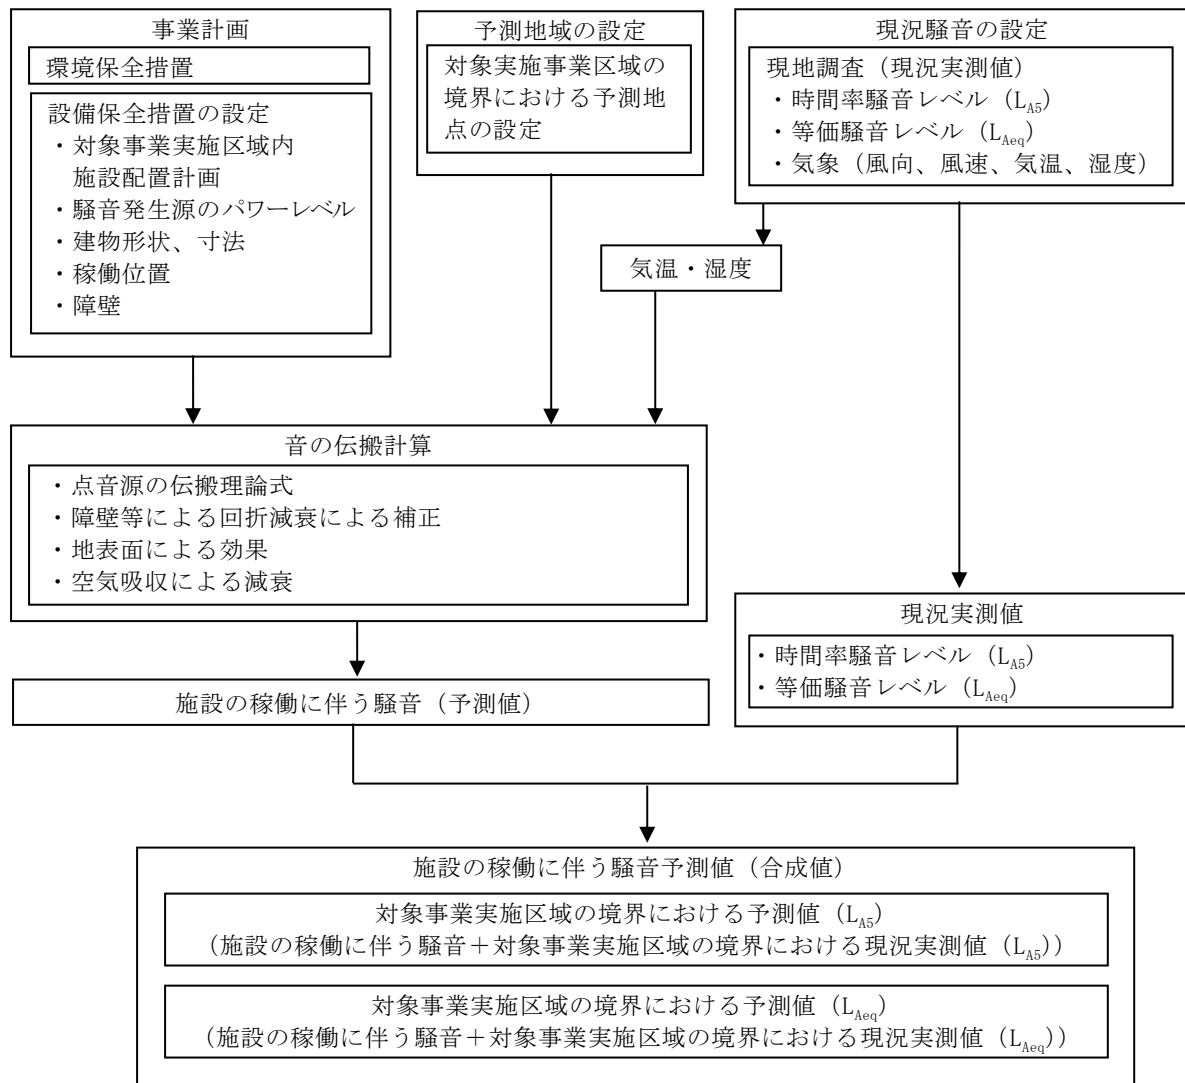 事業計画
環境保全措置
設備保全措置の設定
・対象事業実施区域内
施設配置計画
・騒音発生源のパワーレベル
・建物形状、寸法
・稼働位置
・障壁
予測地域の設定
対象実施事業区域の
境界における予測地
点の設定
現況騒音の設定
現地調査（現況実測値）
・時間率騒音レベル（LA5）
・等価騒音レベル（LAeq）
・気象（風向、風速、気温、湿度）
気温・湿度
音の伝搬計算
・点音源の伝搬理論式
・障壁等による回折減衰による補正
・地表面による効果
・空気吸収による減衰
現況実測値
・時間率騒音レベル（LA5）
・等価騒音レベル（LAeq）
施設の稼働に伴う騒音（予測値）
施設の稼働に伴う騒音予測値（合成値）
対象事業実施区域の境界における予測値（LA5）
（施設の稼働に伴う騒音＋対象事業実施区域の境界における現況実測値（LA5））
対象事業実施区域の境界における予測値（LAeq）
（施設の稼働に伴う騒音＋対象事業実施区域の境界における現況実測値（LAeq））